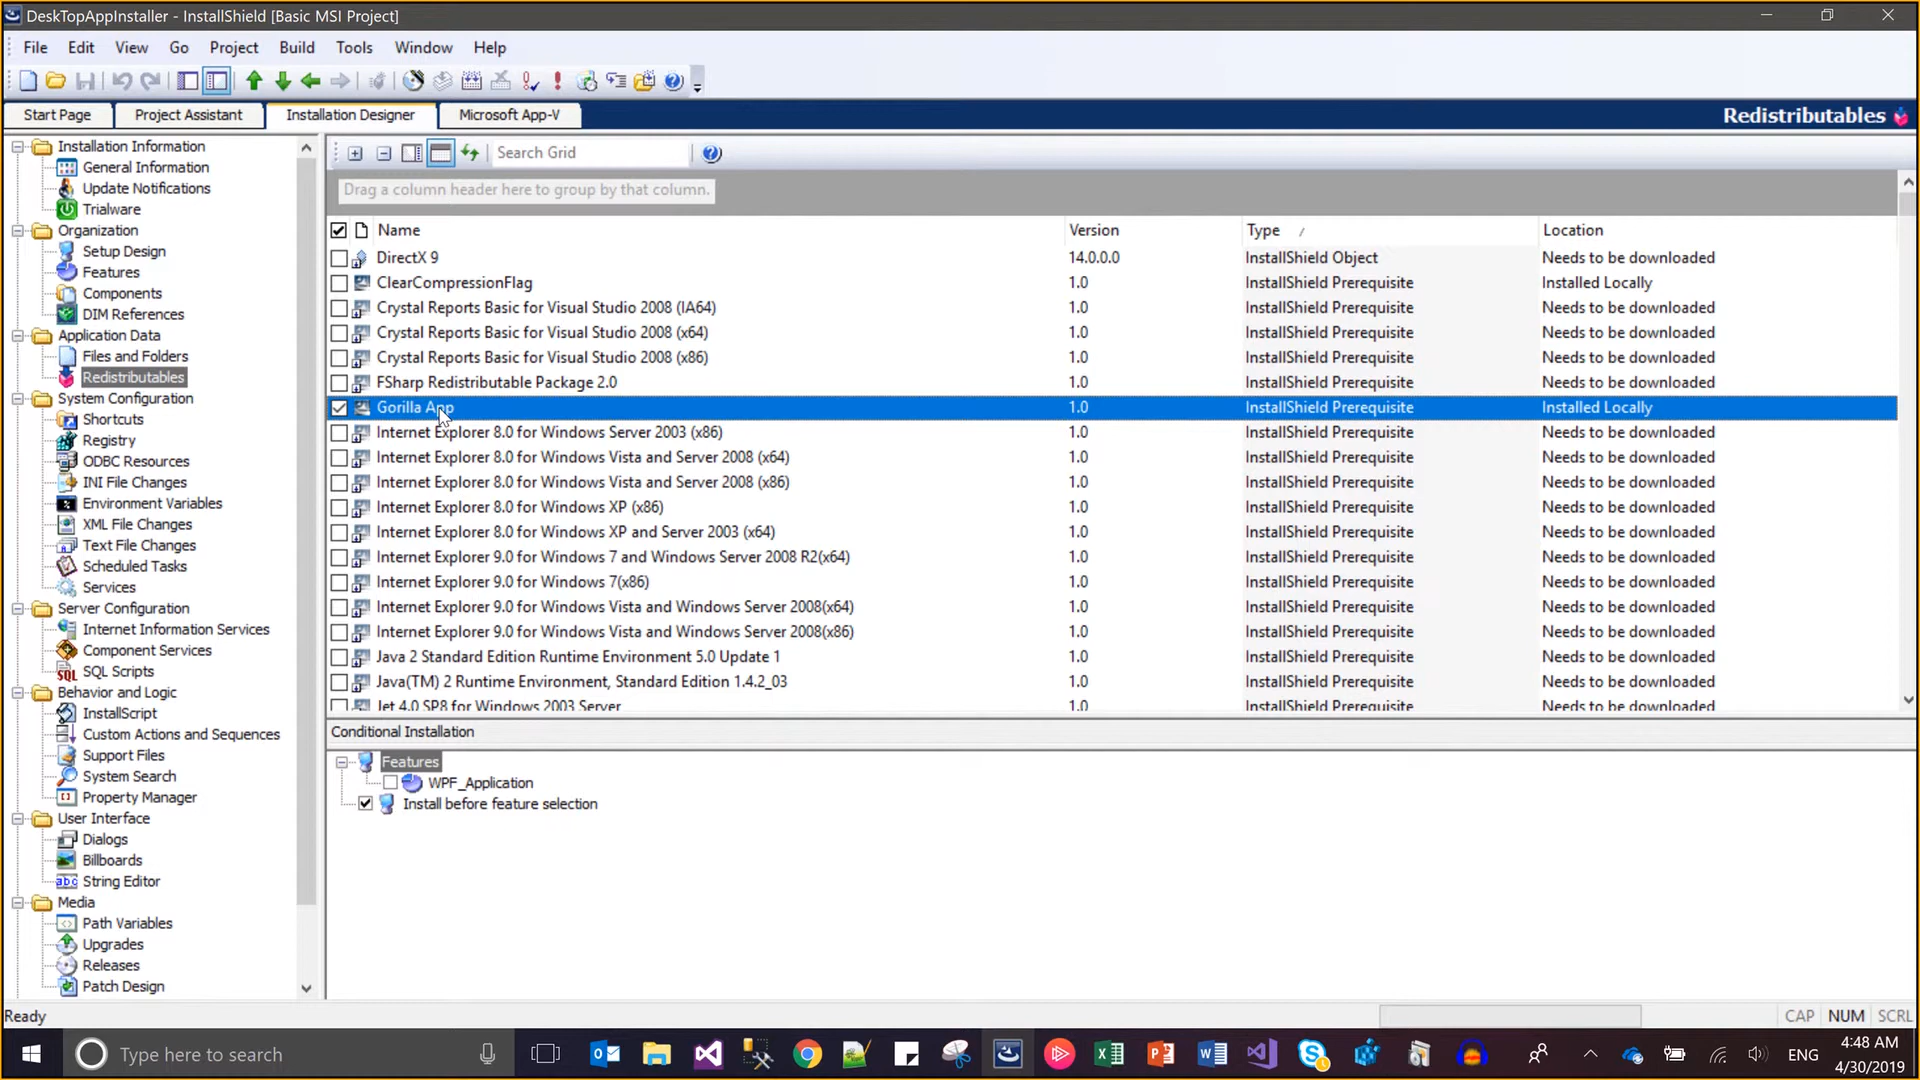 DeskTopAppInstaller - InstallShield [Basic MSI Project]
File Edit View Go Project Build Tools Window Help
Start Page Project Assistant Installation Designer Microsoft App-V Redistributables
Installation Information
General Information
Update Notifications
Trialware
Organization
Setup Design
Features
Components
DIM References
Application Data
Files and Folders
Redistributables
System Configuration
Shortcuts
Registry
ODBC Resources
INI File Changes
Environment Variables
XML File Changes
Text File Changes
Scheduled Tasks
Services
Server Configuration
Internet Information Services
Component Services
SQL Scripts
Behavior and Logic
InstallScript
Custom Actions and Sequences
Support Files
System Search
Property Manager
User Interface
Dialogs
Billboards
String Editor
Media
Path Variables
Upgrades
Releases
Patch Design
Search Grid
Drag a column header here to group by that column.
Name Version Type Location
DirectX 9 14.0.0.0 InstallShield Object Needs to be downloaded
ClearCompressionFlag 1.0 InstallShield Prerequisite Installed Locally
Crystal Reports Basic for Visual Studio 2008 (IA64) 1.0 InstallShield Prerequisite Needs to be downloaded
Crystal Reports Basic for Visual Studio 2008 (x64) 1.0 InstallShield Prerequisite Needs to be downloaded
Crystal Reports Basic for Visual Studio 2008 (x86) 1.0 InstallShield Prerequisite Needs to be downloaded
FSharp Redistributable Package 2.0 1.0 InstallShield Prerequisite Needs to be downloaded
Gorilla App 1.0 InstallShield Prerequisite Installed Locally
Internet Explorer 8.0 for Windows Server 2003 (x86) 1.0 InstallShield Prerequisite Needs to be downloaded
Internet Explorer 8.0 for Windows Vista and Server 2008 (x64) 1.0 InstallShield Prerequisite Needs to be downloaded
Internet Explorer 8.0 for Windows Vista and Server 2008 (x86) 1.0 InstallShield Prerequisite Needs to be downloaded
Internet Explorer 8.0 for Windows XP (x86) 1.0 InstallShield Prerequisite Needs to be downloaded
Internet Explorer 8.0 for Windows XP and Server 2003 (x64) 1.0 InstallShield Prerequisite Needs to be downloaded
Internet Explorer 9.0 for Windows 7 and Windows Server 2008 R2(x64) 1.0 InstallShield Prerequisite Needs to be downloaded
Internet Explorer 9.0 for Windows 7(x86) 1.0 InstallShield Prerequisite Needs to be downloaded
Internet Explorer 9.0 for Windows Vista and Windows Server 2008(x64) 1.0 InstallShield Prerequisite Needs to be downloaded
Internet Explorer 9.0 for Windows Vista and Windows Server 2008(x86) 1.0 InstallShield Prerequisite Needs to be downloaded
Java 2 Standard Edition Runtime Environment 5.0 Update 1 1.0 InstallShield Prerequisite Needs to be downloaded
Java(TM) 2 Runtime Environment, Standard Edition 1.4.2_03 1.0 InstallShield Prerequisite Needs to be downloaded
Jet 4.0 SP8 for Windows 2003 Server 1.0 InstallShield Prerequisite Needs to be downloaded
Conditional Installation
Features
WPF_Application
Install before feature selection
Ready CAP NUM SCRL
Type here to search ENG 4:48 AM
4/30/2019